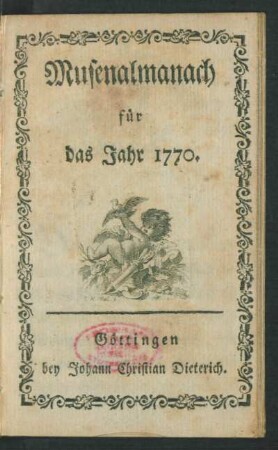 Musenalmanach
für
das Jahr 1770.
Göttingen
bey Johann Christian Dieterich.